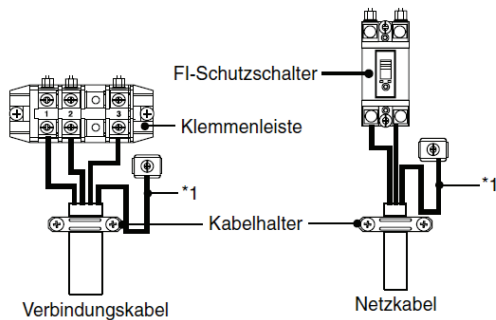 FI-Schutzschalter
1 2 3
Klemmenleiste
*1
*1
Kabelhalter
Verbindungskabel
Netzkabel